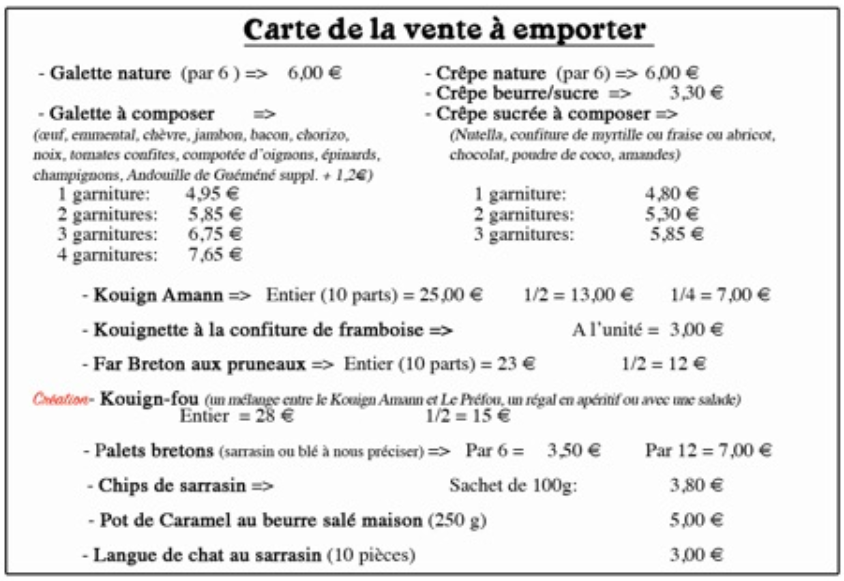 Carte de la vente à emporter
- Galette nature (par 6 ) => 6,00 €
- Galette à composer =>
(œuf, emmental, chèvre, jambon, bacon, chorizo,
noix, tomates confites, compotée d'oignons, épinards,
champignons, Andouille de Guéméné suppl. + 1,2€)
1 garniture: 4,95 €
2 garnitures: 5,85 €
3 garnitures: 6,75 €
4 garnitures: 7,65 €
- Crêpe nature (par 6) => 6,00 €
- Crêpe beurre/sucre => 3,30 €
- Crêpe sucrée à composer =>
(Nutella, confiture de myrtille ou fraise ou abricot,
chocolat, poudre de coco, amandes)
1 garniture: 4,80 €
2 garnitures: 5,30 €
3 garnitures: 5,85 €
- Kouign Amann => Entier (10 parts) = 25,00 € 1/2 = 13,00 € 1/4 = 7,00 €
- Kouignette à la confiture de framboise => A l'unité = 3,00 €
- Far Breton aux pruneaux => Entier (10 parts) = 23 € 1/2 = 12 €
Création- Kouign-fou (un mélange entre le Kouign Amann et Le Préfou, un régal en apéritif ou avec une salade)
Entier = 28 € 1/2 = 15 €
- Palets bretons (sarrasin ou blé à nous préciser) => Par 6 = 3,50 € Par 12 = 7,00 €
- Chips de sarrasin => Sachet de 100g: 3,80 €
- Pot de Caramel au beurre salé maison (250 g) 5,00 €
- Langue de chat au sarrasin (10 pièces) 3,00 €